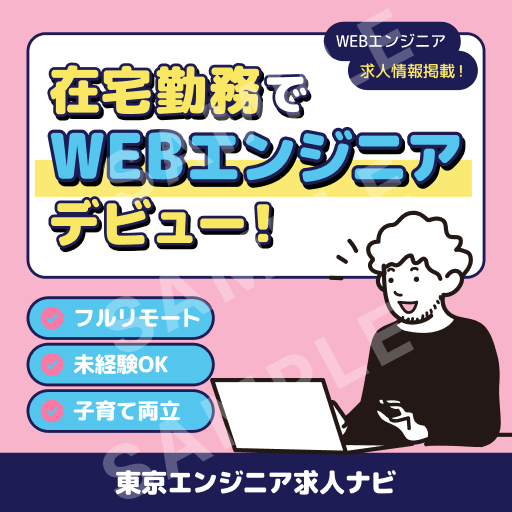 WEBエンジニア
求人情報掲載！
在宅勤務で
WEBエンジニア
デビュー！
フルリモート
未経験OK
子育て両立
東京エンジニア求人ナビ
SAMPLE
SAMPLE
SAMPLE